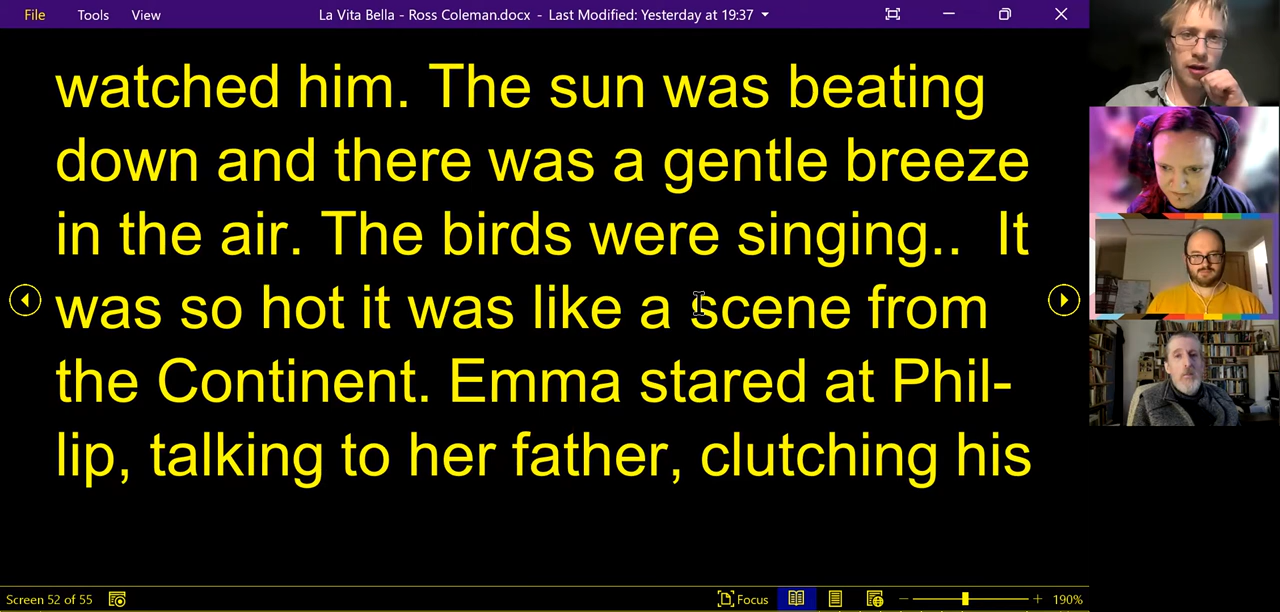 File Tools View La Vita Bella - Ross Coleman.docx - Last Modified: Yesterday at 19:37
watched him. The sun was beating
down and there was a gentle breeze
in the air. The birds were singing..  It
was so hot it was like a scene from
the Continent. Emma stared at Phil-
lip, talking to her father, clutching his
Screen 52 of 55 Focus 190%